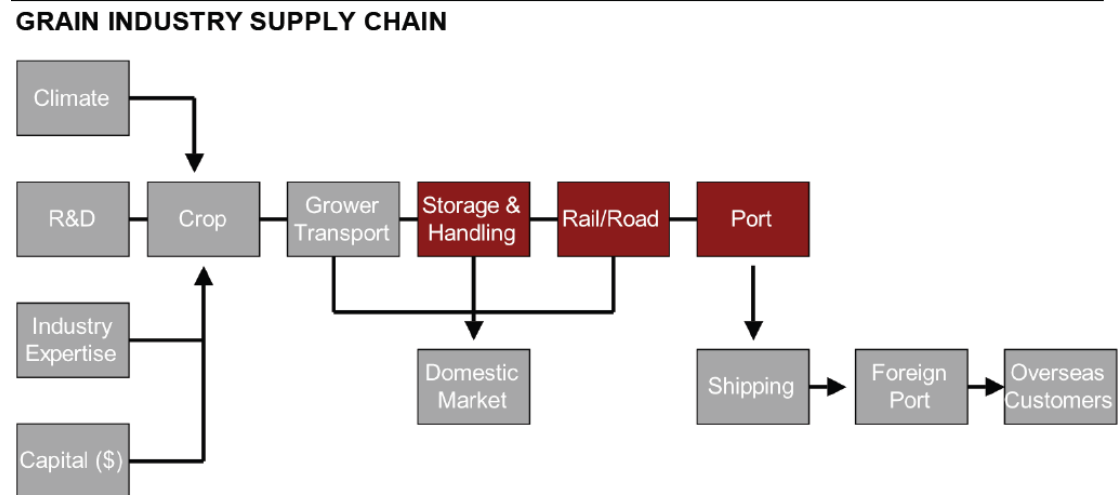 GRAIN INDUSTRY SUPPLY CHAIN
Climate
R&D
Crop
Grower
Transport
Storage &
Handling
Rail/Road
Port
Industry
Expertise
Domestic
Market
Shipping
Foreign
Port
Overseas
Customers
Capital ($)